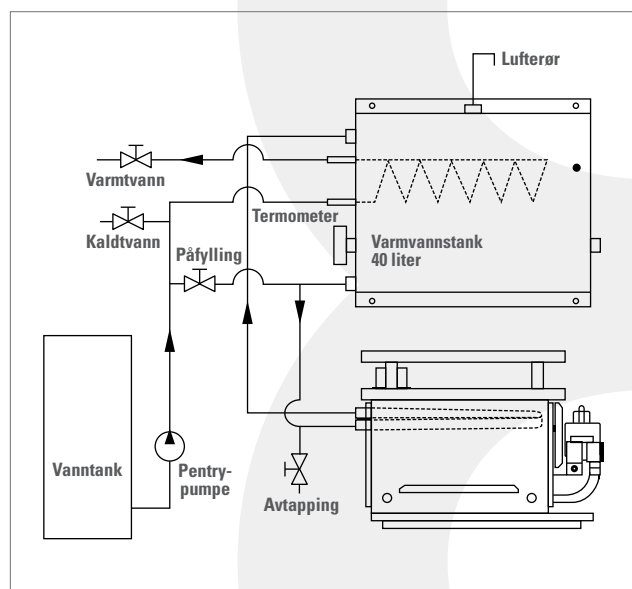 Lufterør
Varmtvann
Termometer
Kaldtvann
Påfylling
Varmvannstank
40 liter
Vanntank
Pentry-
pumpe
Avtapping